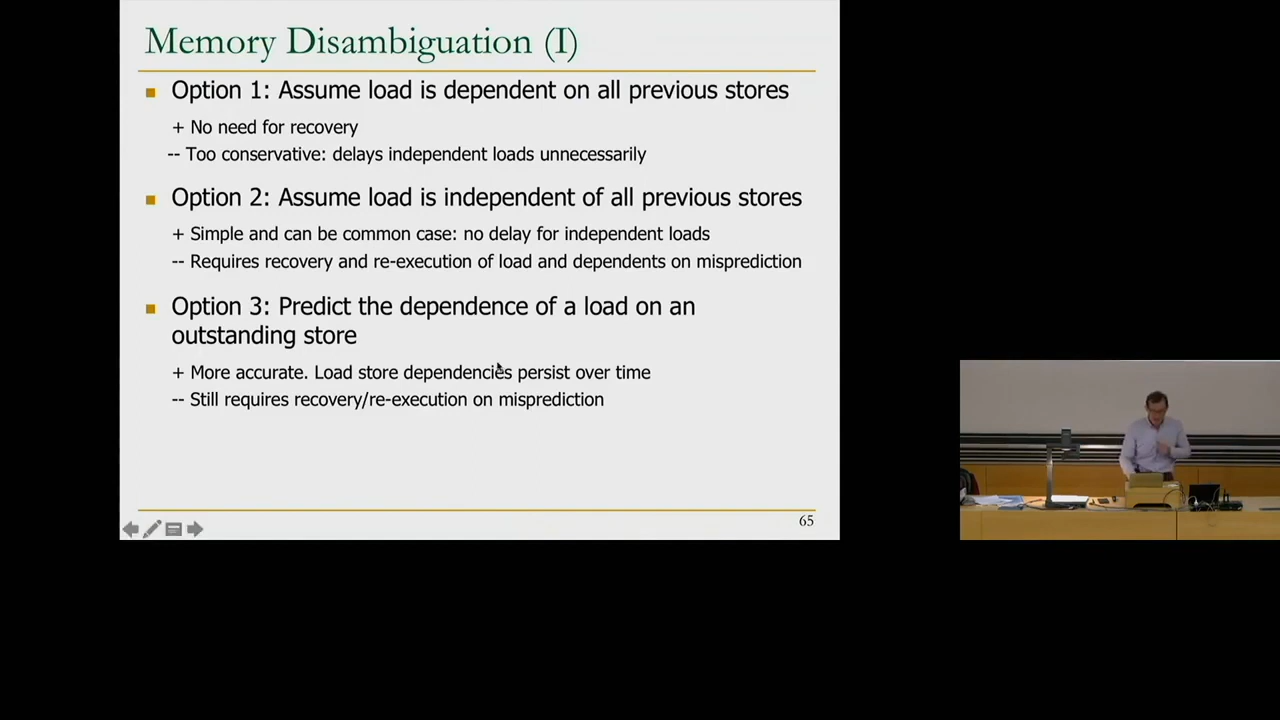 Memory Disambiguation (I)
Option 1: Assume load is dependent on all previous stores
+ No need for recovery
-- Too conservative: delays independent loads unnecessarily
Option 2: Assume load is independent of all previous stores
+ Simple and can be common case: no delay for independent loads
-- Requires recovery and re-execution of load and dependents on misprediction
Option 3: Predict the dependence of a load on an
outstanding store
+ More accurate. Load store dependencies persist over time
-- Still requires recovery/re-execution on misprediction
65